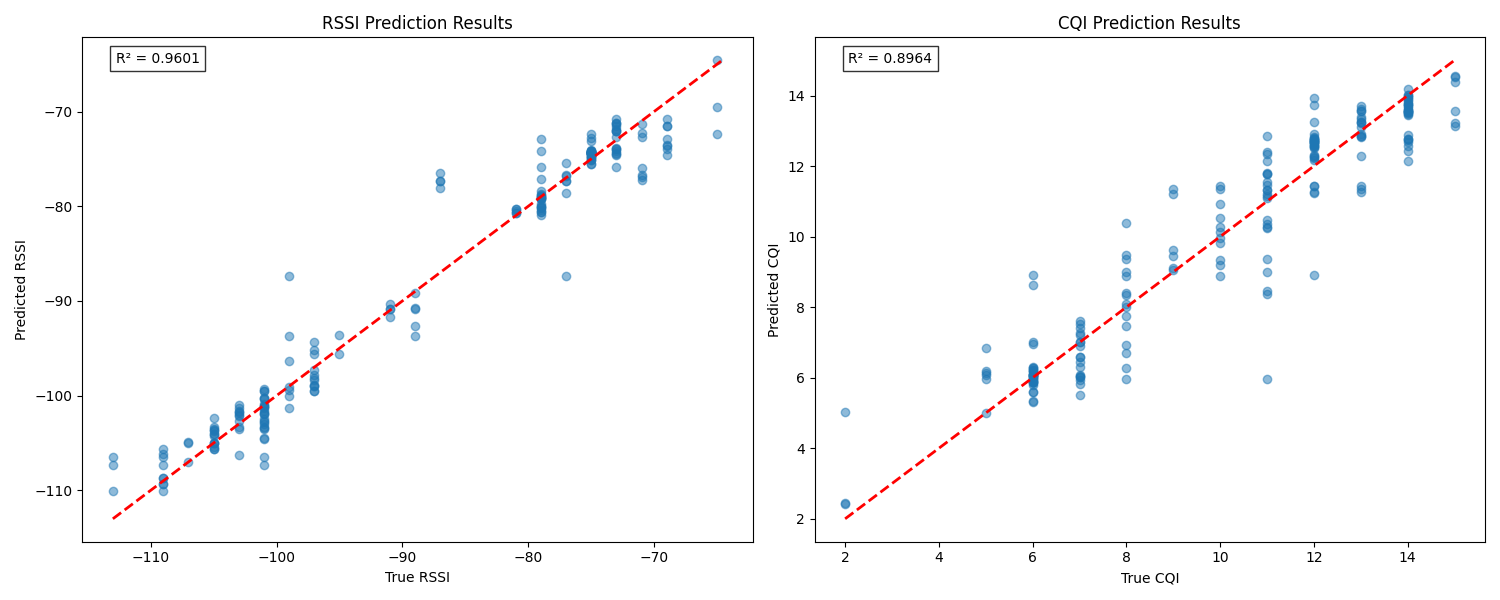 RSSI Prediction Results
R² = 0.9601
Predicted RSSI
−70
−80
−90
−100
−110
−110 −100 −90 −80 −70
True RSSI
CQI Prediction Results
R² = 0.8964
Predicted CQI
14
12
10
8
6
4
2
2 4 6 8 10 12 14
True CQI